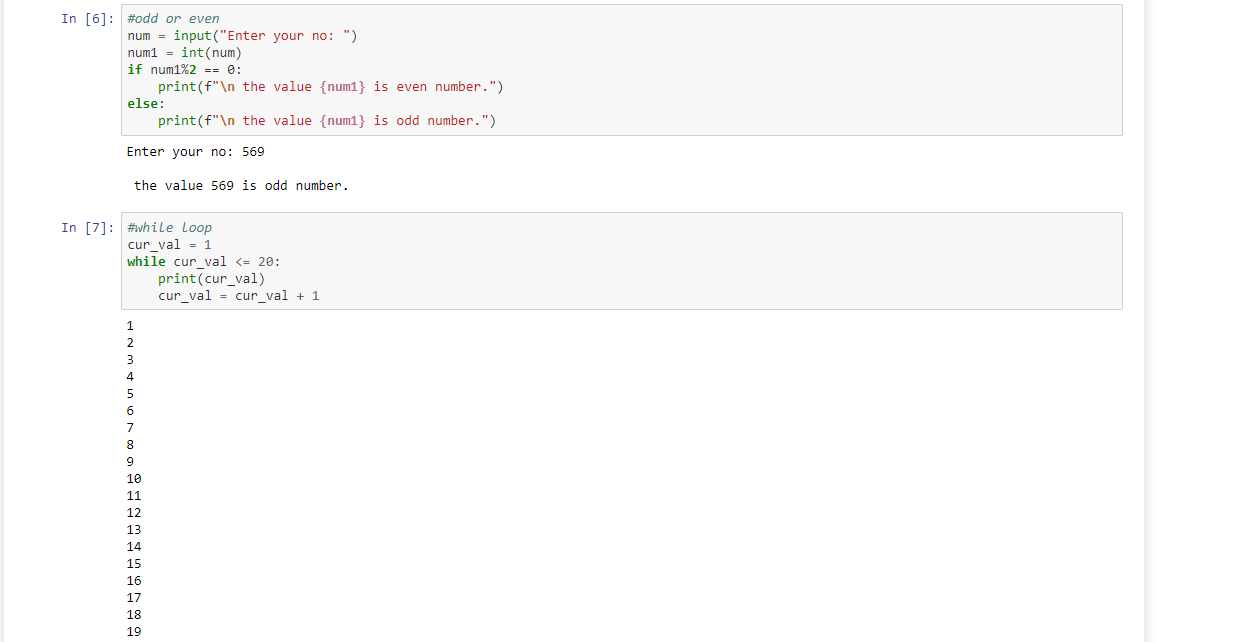 In [6]: #odd or even
num = input("Enter your no: ")
num1 = int(num)
if num1%2 == 0:
    print(f"\n the value {num1} is even number.")
else:
    print(f"\n the value {num1} is odd number.")
Enter your no: 569
 the value 569 is odd number.
In [7]: #while loop
cur_val = 1
while cur_val <= 20:
    print(cur_val)
    cur_val = cur_val + 1
1
2
3
4
5
6
7
8
9
10
11
12
13
14
15
16
17
18
19